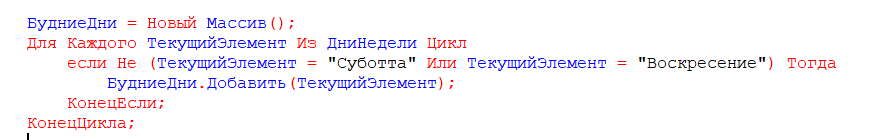 БудниеДни = Новый Массив();
Для Каждого ТекущийЭлемент Из ДниНедели Цикл
если Не (ТекущийЭлемент = "Суботта" Или ТекущийЭлемент = "Воскресение") Тогда
БудниеДни.Добавить(ТекущийЭлемент);
КонецЕсли;
КонецЦикла;